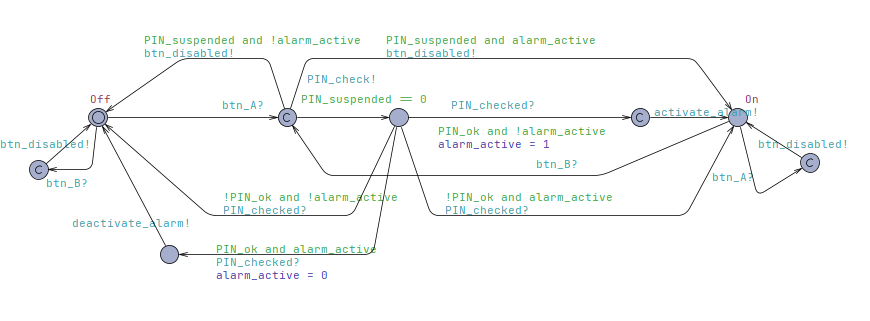 PIN_suspended and !alarm_active
btn_disabled!
PIN_suspended and alarm_active
btn_disabled!
PIN_check!
PIN_suspended == 0
Off
btn_A?
PIN_checked?
On
activate_alarm!
C
C
PIN_ok and !alarm_active
alarm_active = 1
btn_disabled!
btn_disabled!
C
C
btn_B?
btn_B?
btn_A?
!PIN_ok and !alarm_active
PIN_checked?
!PIN_ok and alarm_active
PIN_checked?
deactivate_alarm!
PIN_ok and alarm_active
PIN_checked?
alarm_active = 0